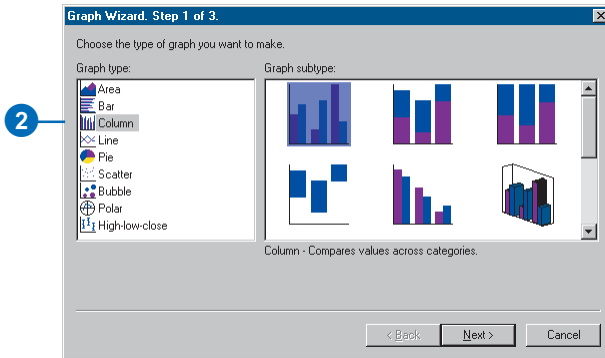 Graph Wizard. Step 1 of 3.
Choose the type of graph you want to make.
Graph type:
Graph subtype:
Area
Bar
2
Column
Line
Pie
Scatter
Bubble
Polar
High-low-close
Column - Compares values across categories.
< Back
Next >
Cancel